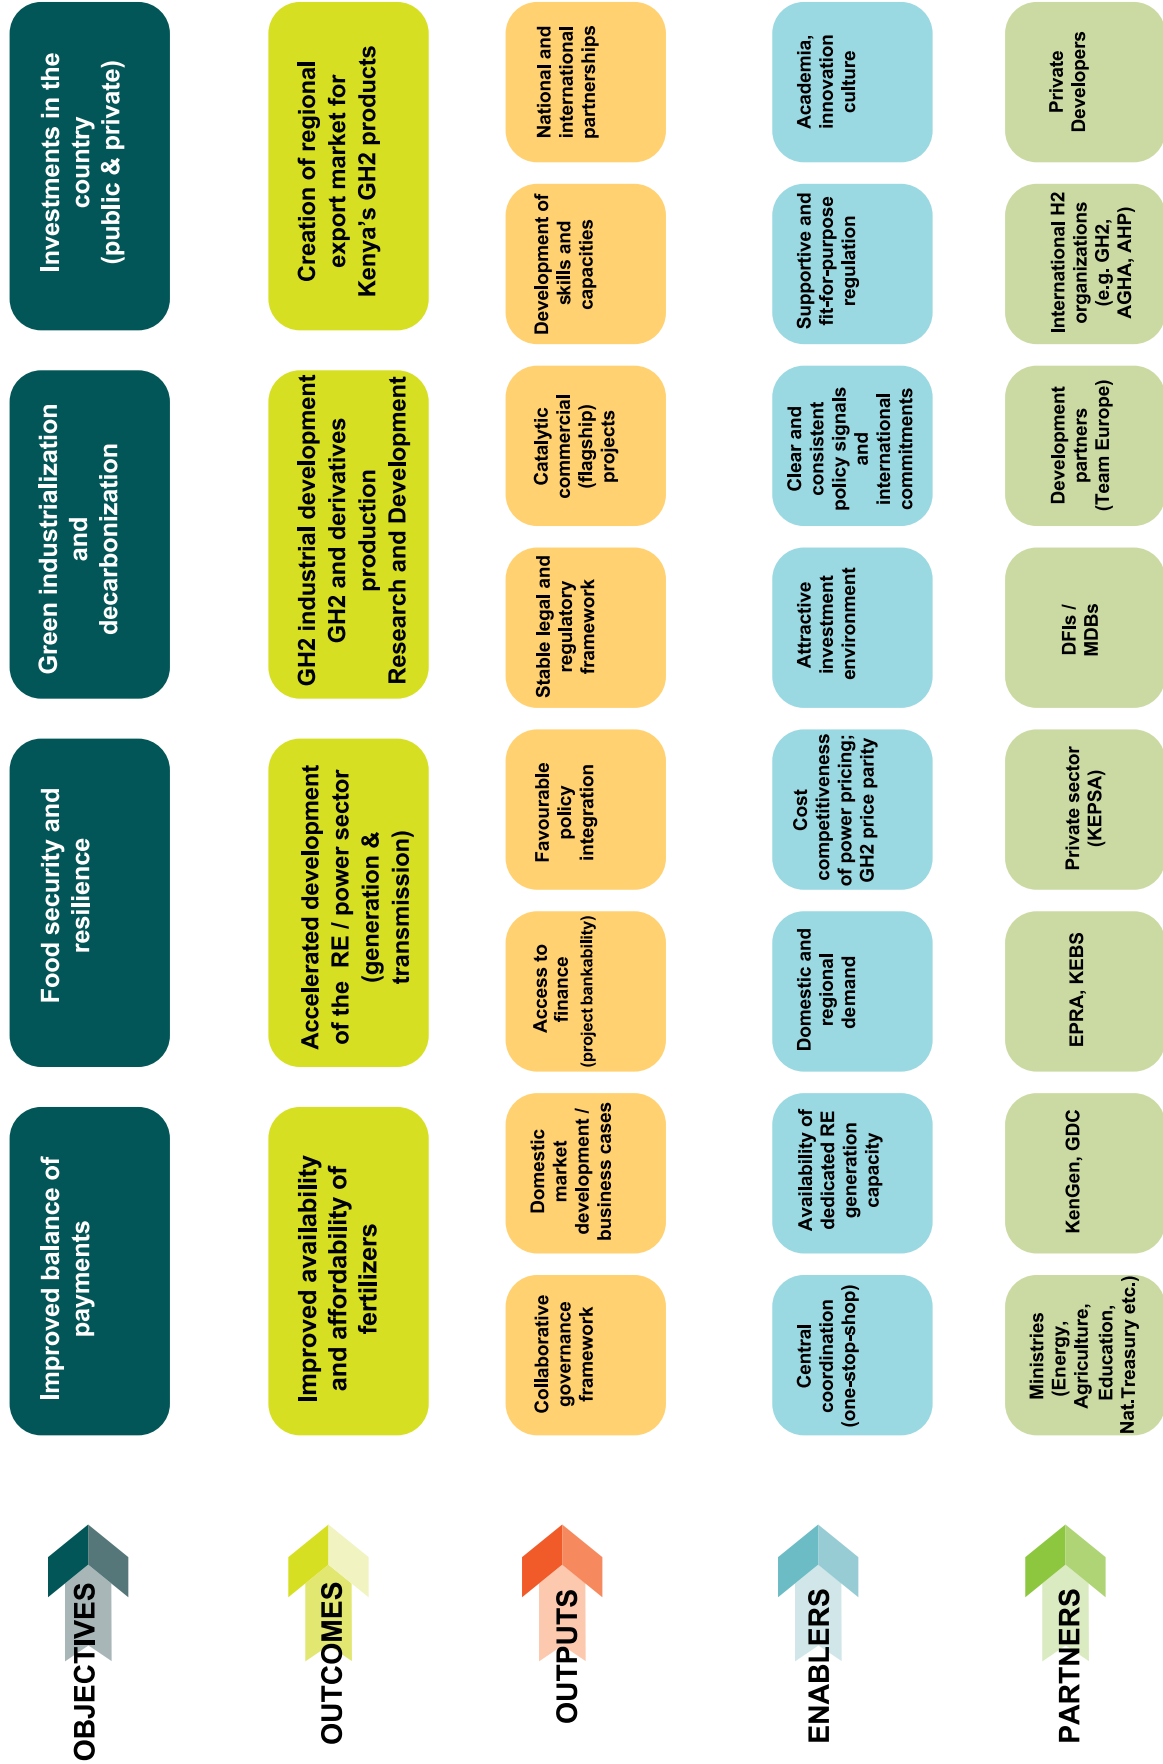 OBJECTIVES
Improved balance of
payments
Food security and
resilience
Green industrialization
and
decarbonization
Investments in the
country
(public & private)
OUTCOMES
Improved availability
and affordability of
fertilizers
Accelerated development
of the RE / power sector
(generation &
transmission)
GH2 industrial development
GH2 and derivatives
production
Research and Development
Creation of regional
export market for
Kenya’s GH2 products
OUTPUTS
Collaborative
governance
framework
Domestic
market
development /
business cases
Access to
finance
(project bankability)
Favourable
policy
integration
Stable legal and
regulatory
framework
Catalytic
commercial
(flagship)
projects
Development of
skills and
capacities
National and
international
partnerships
ENABLERS
Central
coordination
(one-stop-shop)
Availability of
dedicated RE
generation
capacity
Domestic and
regional
demand
Cost
competitiveness
of power pricing;
GH2 price parity
Attractive
investment
environment
Clear and
consistent
policy signals
and
international
commitments
Supportive and
fit-for-purpose
regulation
Academia,
innovation
culture
PARTNERS
Ministries
(Energy,
Agriculture,
Education,
Nat.Treasury etc.)
KenGen, GDC
EPRA, KEBS
Private sector
(KEPSA)
DFIs /
MDBs
Development
partners
(Team Europe)
International H2
organizations
(e.g. GH2,
AGHA, AHP)
Private
Developers